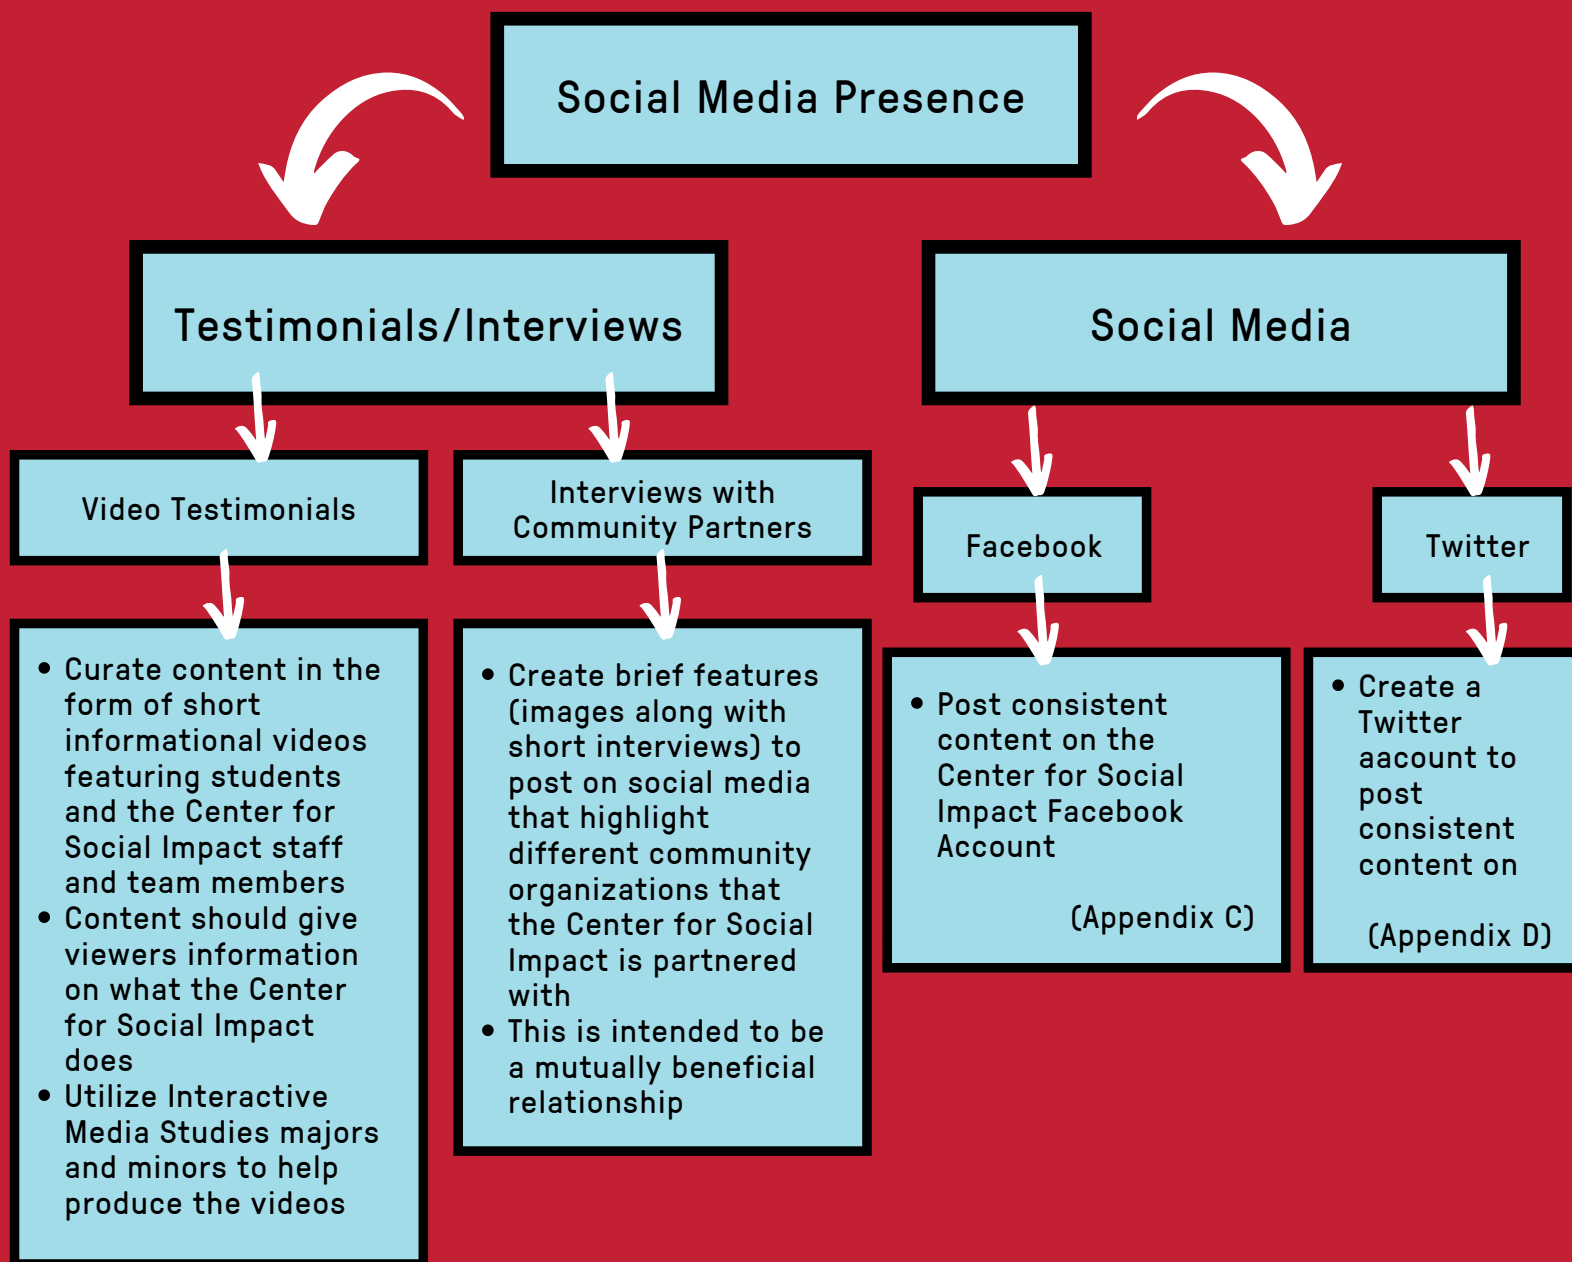 Social Media Presence
Testimonials/Interviews
Social Media
Video Testimonials
Interviews with
Community Partners
Facebook
Twitter
• Curate content in the
form of short
informational videos
featuring students
and the Center for
Social Impact staff
and team members
• Content should give
viewers information
on what the Center
for Social Impact
does
• Utilize Interactive
Media Studies majors
and minors to help
produce the videos
• Create brief features
(images along with
short interviews) to
post on social media
that highlight
different community
organizations that
the Center for Social
Impact is partnered
with
• This is intended to be
a mutually beneficial
relationship
• Post consistent
content on the
Center for Social
Impact Facebook
Account
(Appendix C)
• Create a
Twitter
aacount to
post
consistent
content on
(Appendix D)